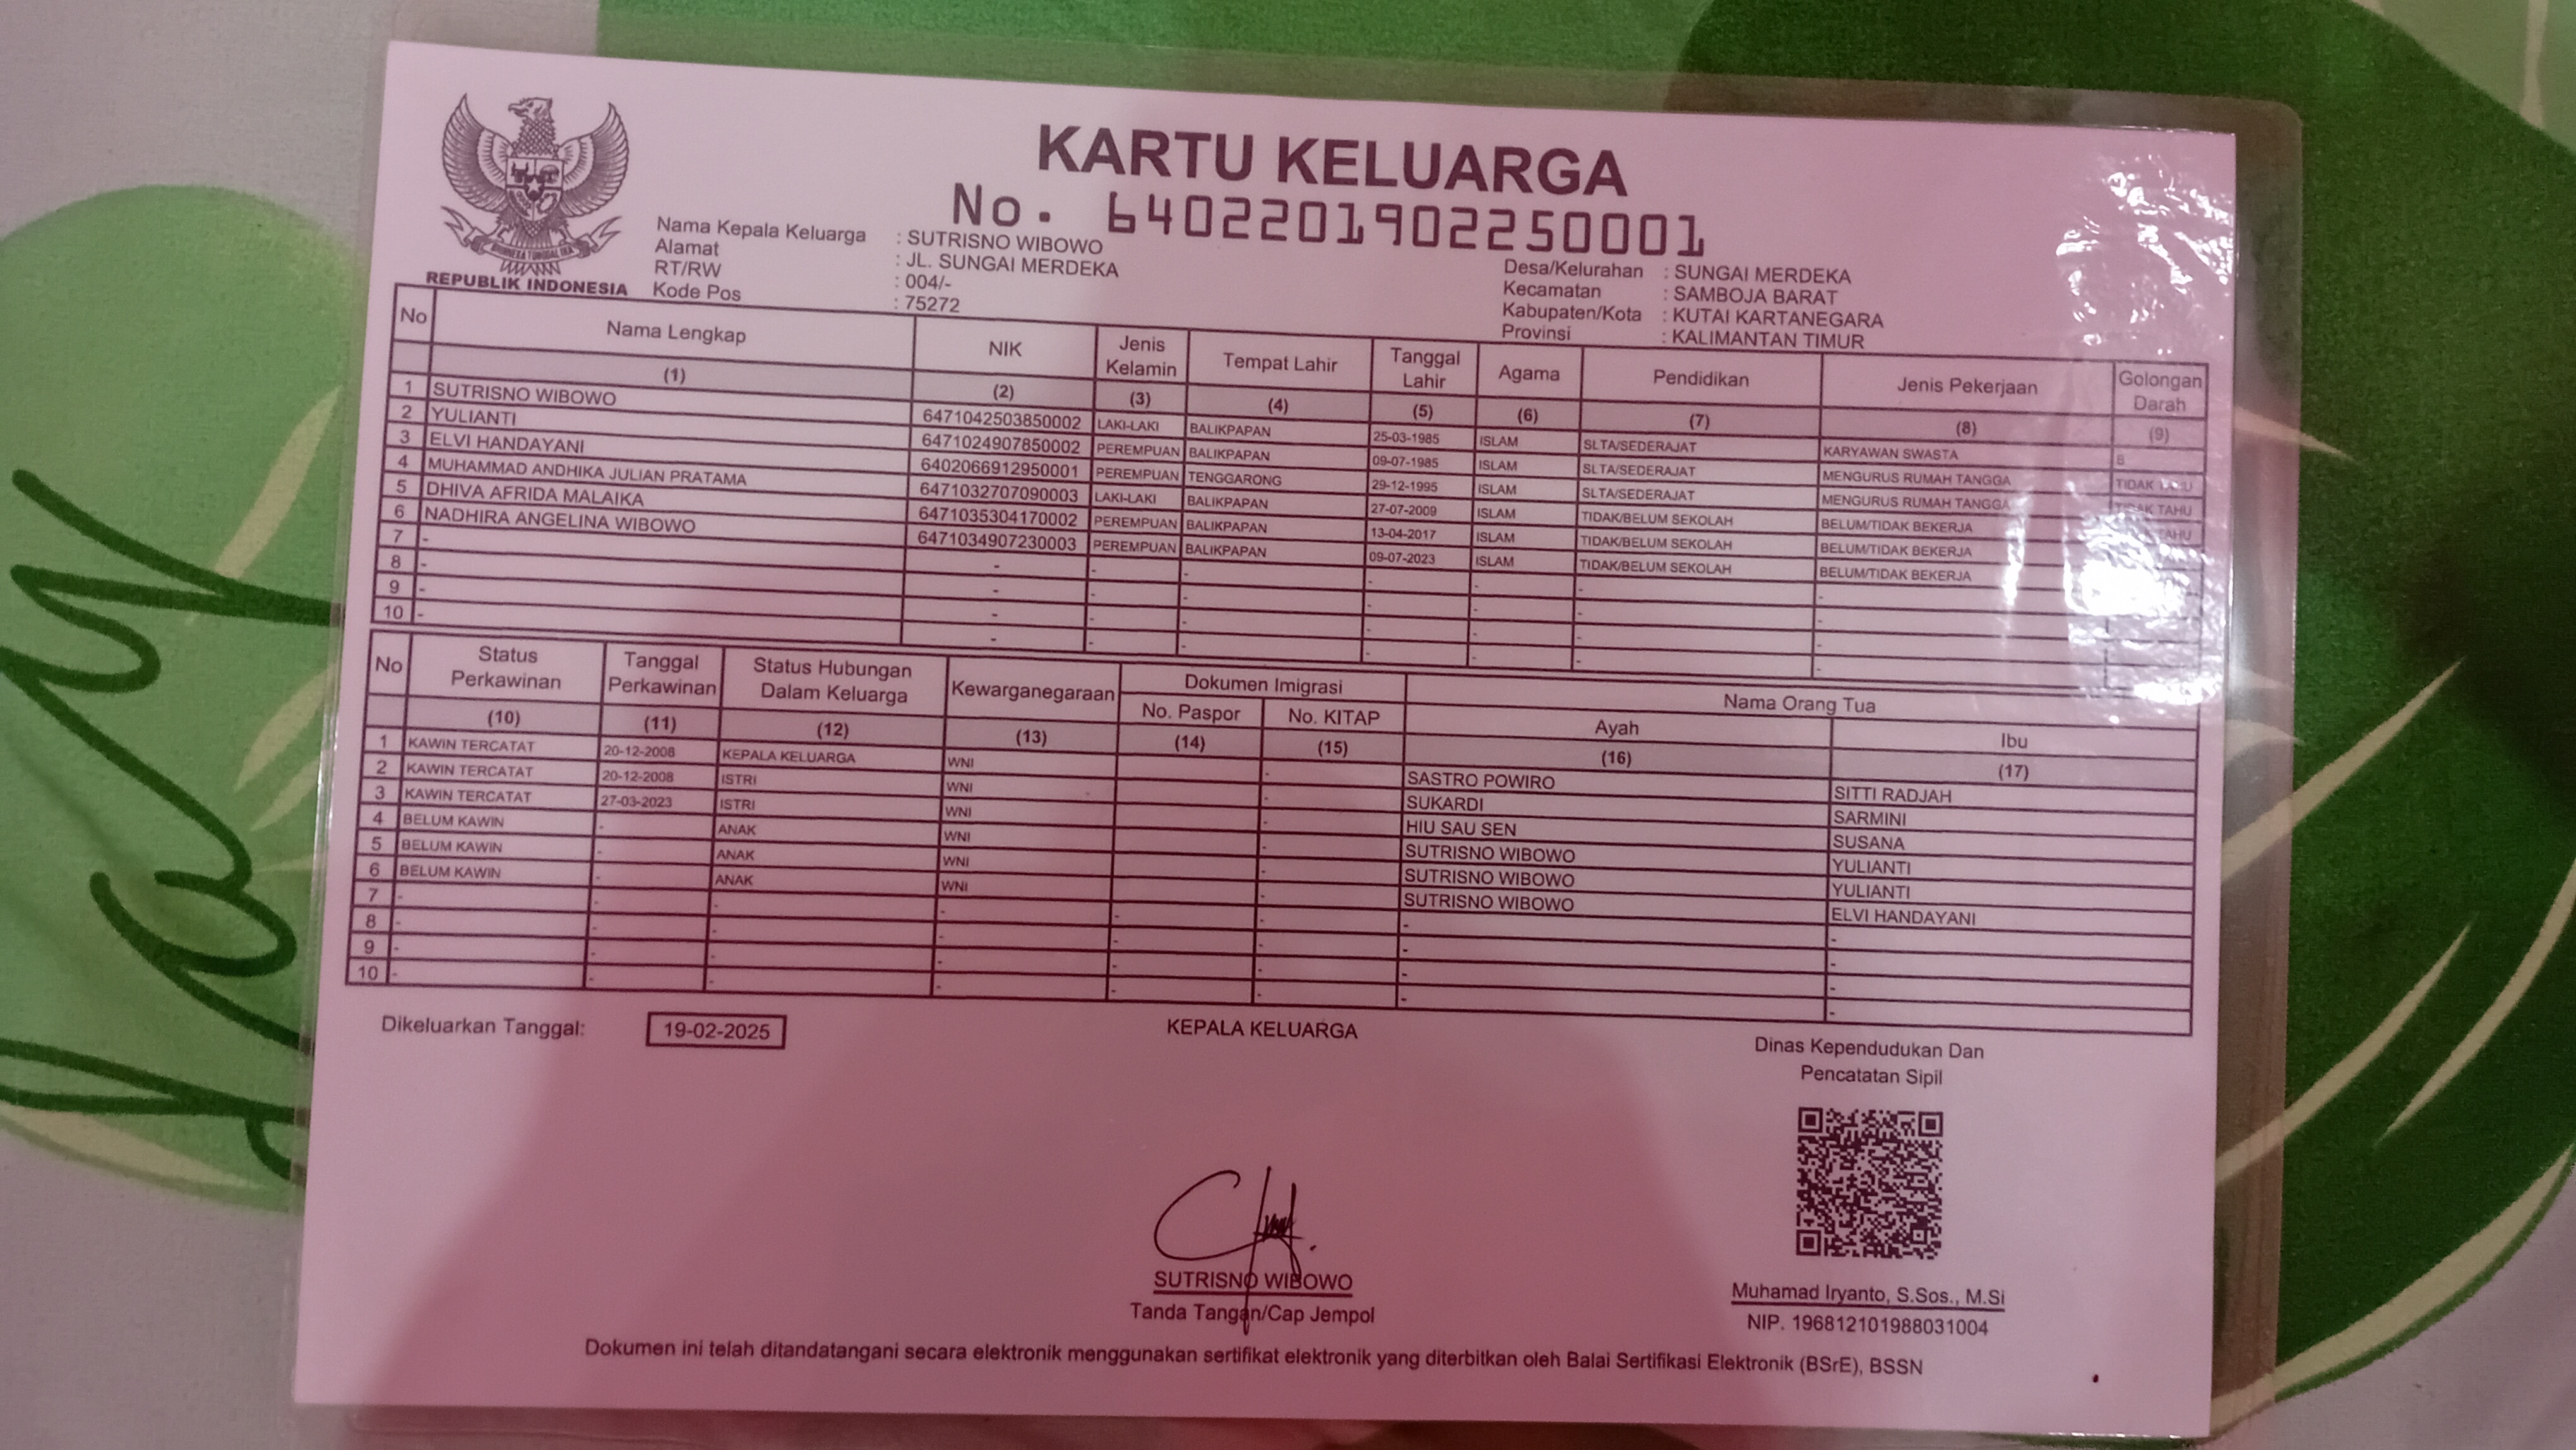 KARTU KELUARGA
No. 6402201902250001
REPUBLIK INDONESIA
Nama Kepala Keluarga : SUTRISNO WIBOWO
Alamat : JL. SUNGAI MERDEKA
RT/RW : 004/-
Kode Pos : 75272
Desa/Kelurahan : SUNGAI MERDEKA
Kecamatan : SAMBOJA BARAT
Kabupaten/Kota : KUTAI KARTANEGARA
Provinsi : KALIMANTAN TIMUR
No Nama Lengkap NIK Jenis Kelamin Tempat Lahir Tanggal Lahir Agama Pendidikan Jenis Pekerjaan Golongan Darah
(1) (2) (3) (4) (5) (6) (7) (8) (9)
1 SUTRISNO WIBOWO 6471042503850002 LAKI-LAKI BALIKPAPAN 25-03-1985 ISLAM SLTA/SEDERAJAT KARYAWAN SWASTA B
2 YULIANTI 6471024907850002 PEREMPUAN BALIKPAPAN 09-07-1985 ISLAM SLTA/SEDERAJAT MENGURUS RUMAH TANGGA TIDAK TAHU
3 ELVI HANDAYANI 6402066912950001 PEREMPUAN TENGGARONG 29-12-1995 ISLAM SLTA/SEDERAJAT MENGURUS RUMAH TANGGA TIDAK TAHU
4 MUHAMMAD ANDHIKA JULIAN PRATAMA 6471032707090003 LAKI-LAKI BALIKPAPAN 27-07-2009 ISLAM TIDAK/BELUM SEKOLAH BELUM/TIDAK BEKERJA TAHU
5 DHIVA AFRIDA MALAIKA 6471035304170002 PEREMPUAN BALIKPAPAN 13-04-2017 ISLAM TIDAK/BELUM SEKOLAH BELUM/TIDAK BEKERJA
6 NADHIRA ANGELINA WIBOWO 6471034907230003 PEREMPUAN BALIKPAPAN 09-07-2023 ISLAM TIDAK/BELUM SEKOLAH BELUM/TIDAK BEKERJA
7 - - - - - - - -
8 - - - - - - - -
9 - - - - - - - -
10 - - - - - - - -
No Status Perkawinan Tanggal Perkawinan Status Hubungan Dalam Keluarga Kewarganegaraan Dokumen Imigrasi Nama Orang Tua
No. Paspor No. KITAP Ayah Ibu
(10) (11) (12) (13) (14) (15) (16) (17)
1 KAWIN TERCATAT 20-12-2008 KEPALA KELUARGA WNI - SASTRO POWIRO SITTI RADJAH
2 KAWIN TERCATAT 20-12-2008 ISTRI WNI - SUKARDI SARMINI
3 KAWIN TERCATAT 27-03-2023 ISTRI WNI - HIU SAU SEN SUSANA
4 BELUM KAWIN - ANAK WNI - SUTRISNO WIBOWO YULIANTI
5 BELUM KAWIN - ANAK WNI - SUTRISNO WIBOWO YULIANTI
6 BELUM KAWIN - ANAK WNI - SUTRISNO WIBOWO ELVI HANDAYANI
7 - - - - - - - -
8 - - - - - - - -
9 - - - - - - - -
10 - - - - - - - -
Dikeluarkan Tanggal: 19-02-2025
KEPALA KELUARGA
SUTRISNO WIBOWO
Tanda Tangan/Cap Jempol
Dinas Kependudukan Dan
Pencatatan Sipil
Muhamad Iryanto, S.Sos., M.Si
NIP. 196812101988031004
Dokumen ini telah ditandatangani secara elektronik menggunakan sertifikat elektronik yang diterbitkan oleh Balai Sertifikasi Elektronik (BSrE), BSSN